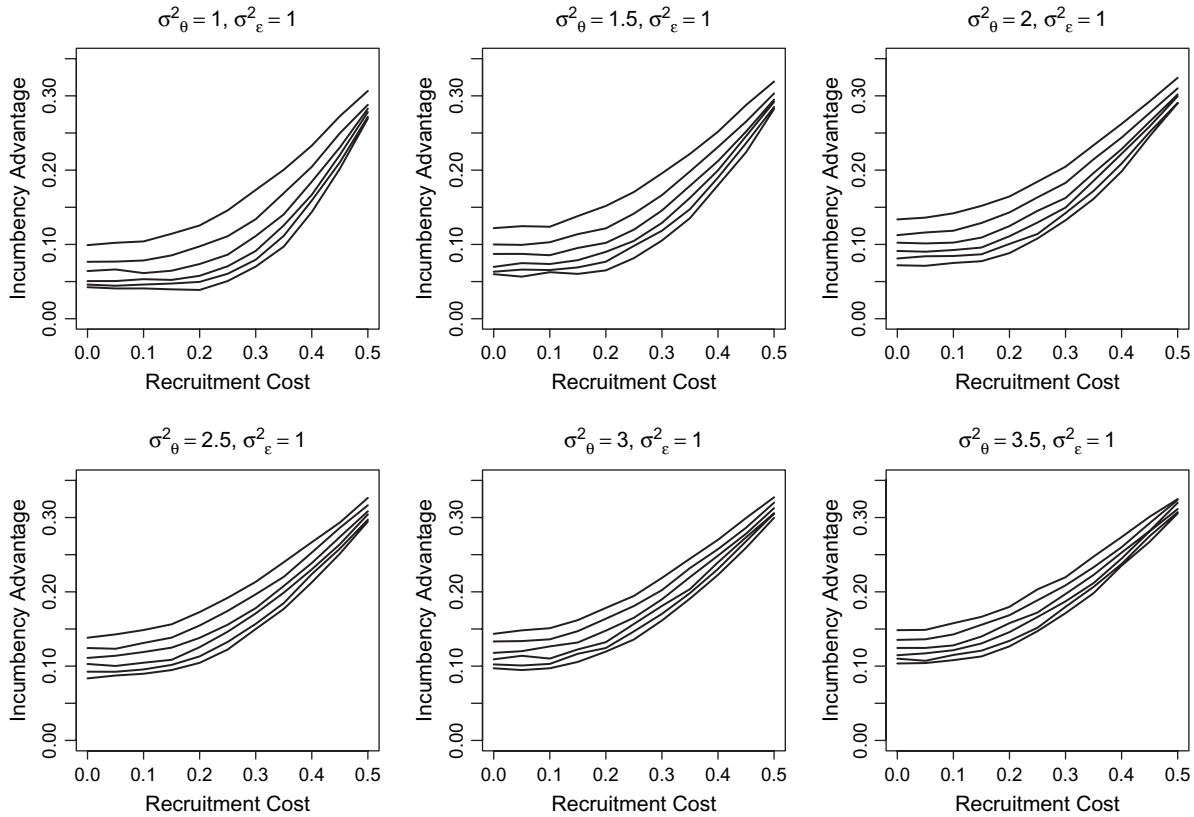 σ²θ = 1, σ²ε = 1
Incumbency Advantage
0.00 0.10 0.20 0.30
0.0 0.1 0.2 0.3 0.4 0.5
Recruitment Cost
σ²θ = 1.5, σ²ε = 1
Incumbency Advantage
0.00 0.10 0.20 0.30
0.0 0.1 0.2 0.3 0.4 0.5
Recruitment Cost
σ²θ = 2, σ²ε = 1
Incumbency Advantage
0.00 0.10 0.20 0.30
0.0 0.1 0.2 0.3 0.4 0.5
Recruitment Cost
σ²θ = 2.5, σ²ε = 1
Incumbency Advantage
0.00 0.10 0.20 0.30
0.0 0.1 0.2 0.3 0.4 0.5
Recruitment Cost
σ²θ = 3, σ²ε = 1
Incumbency Advantage
0.00 0.10 0.20 0.30
0.0 0.1 0.2 0.3 0.4 0.5
Recruitment Cost
σ²θ = 3.5, σ²ε = 1
Incumbency Advantage
0.00 0.10 0.20 0.30
0.0 0.1 0.2 0.3 0.4 0.5
Recruitment Cost